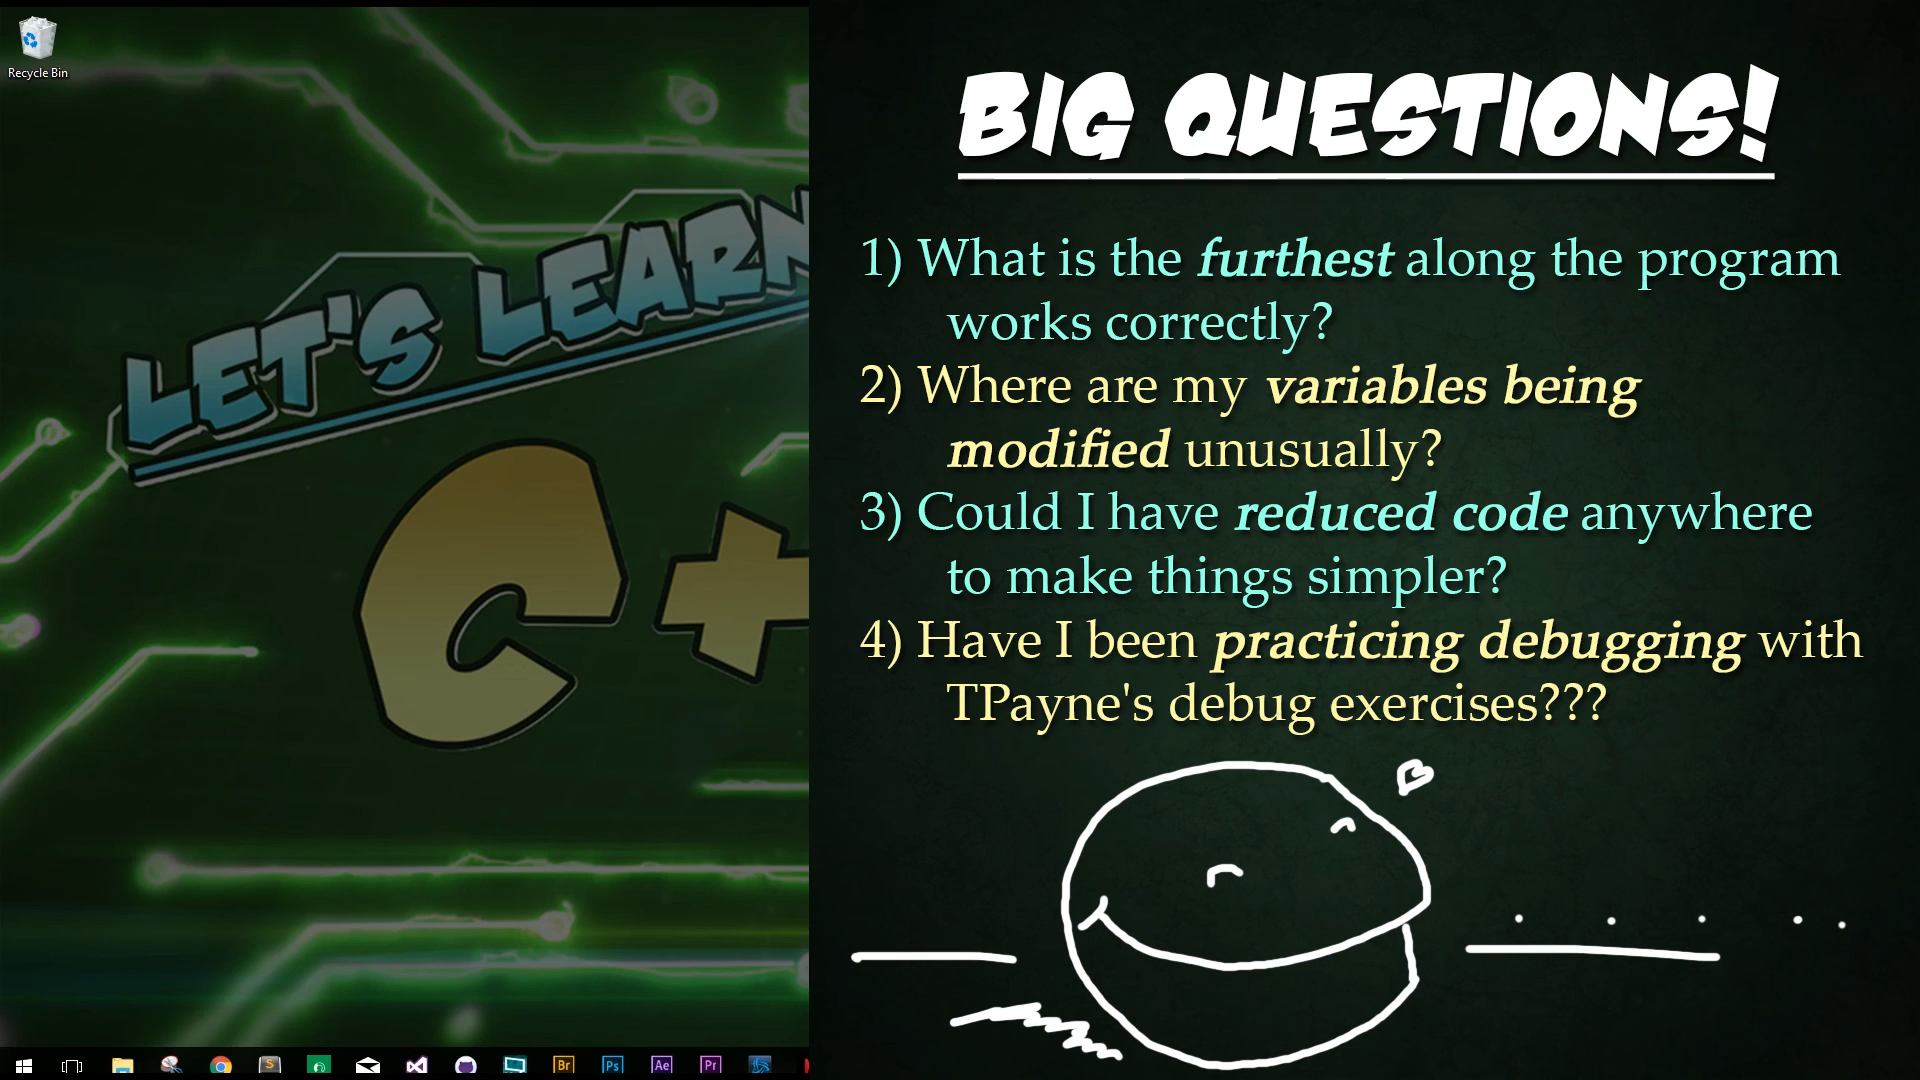 Recycle Bin
LET'S LEARN
C+
BIG QUESTIONS!
1) What is the furthest along the program
works correctly?
2) Where are my variables being
modified unusually?
3) Could I have reduced code anywhere
to make things simpler?
4) Have I been practicing debugging with
TPayne's debug exercises???
S
Br
Ps
Ae
Pr